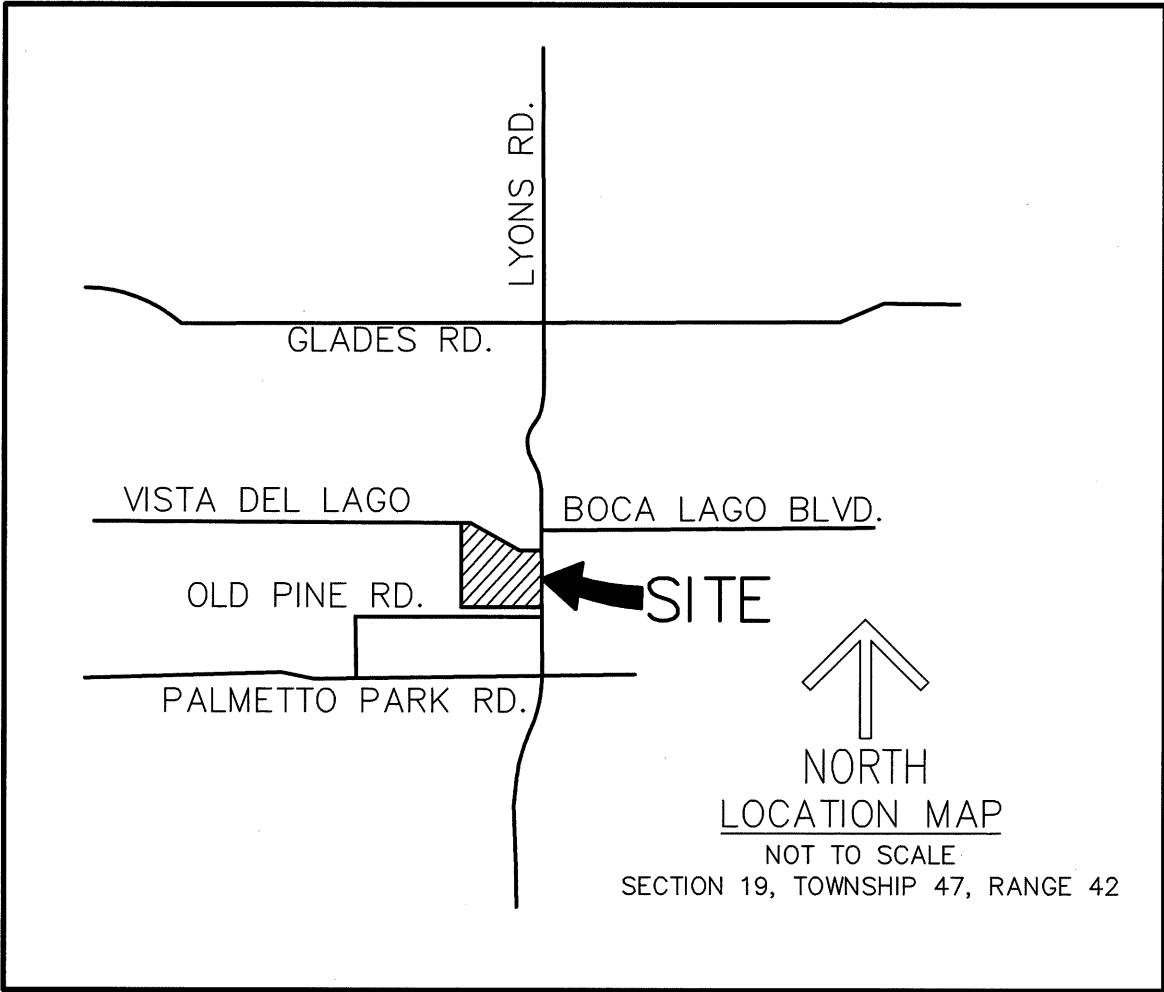 LYONS RD.
GLADES RD.
VISTA DEL LAGO
BOCA LAGO BLVD.
OLD PINE RD.
SITE
PALMETTO PARK RD.
NORTH
LOCATION MAP
NOT TO SCALE
SECTION 19, TOWNSHIP 47, RANGE 42